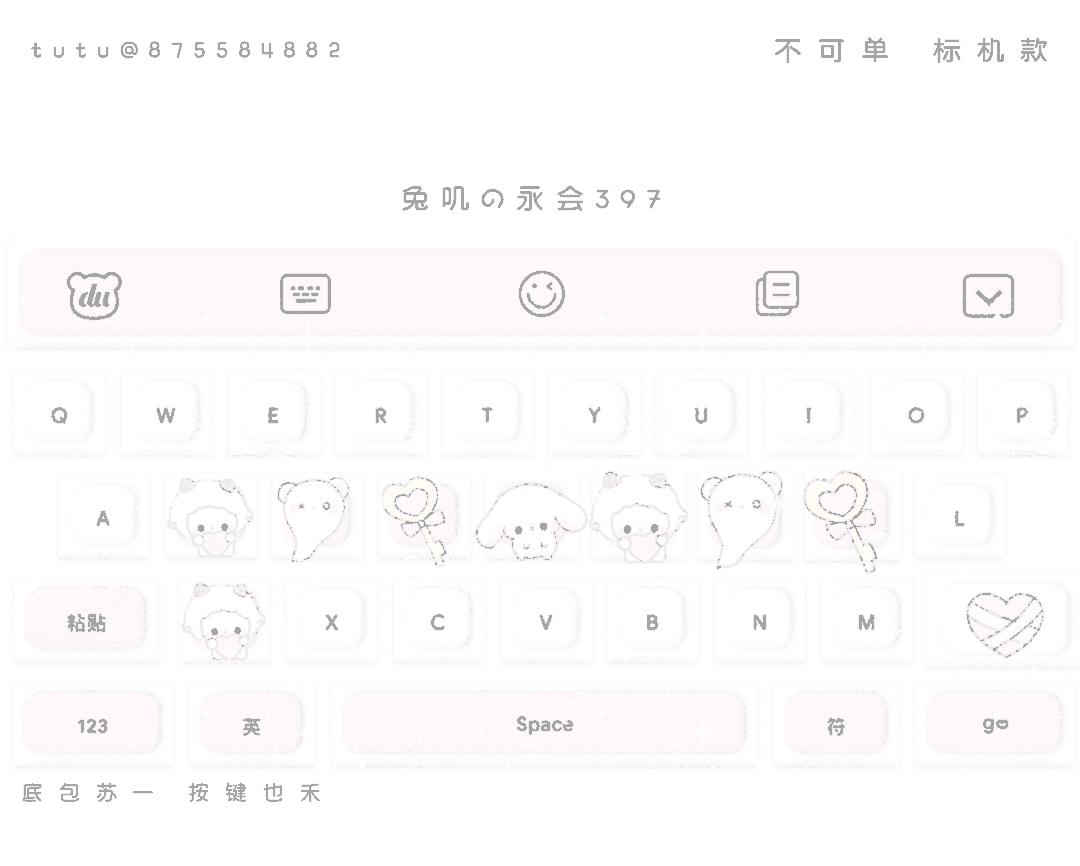 tutu@875584882 不可单 标机款
兔叽の永会397
du
Q W E R T Y U I O P
A L
粘贴 X C V B N M
123 英 Space 符 go
底包苏一 按键也禾